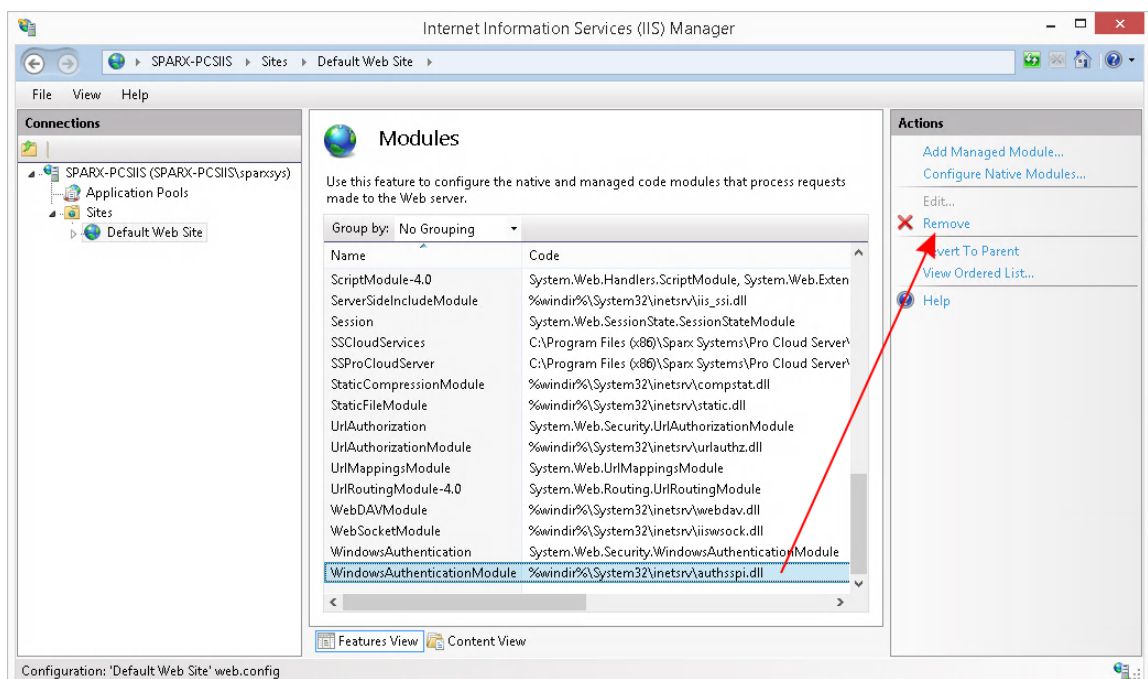 Internet Information Services (IIS) Manager
SPARX-PCSIIS Sites Default Web Site
File View Help
Connections
SPARX-PCSIIS (SPARX-PCSIIS\sparxsys)
Application Pools
Sites
Default Web Site
Modules
Use this feature to configure the native and managed code modules that process requests
made to the Web server.
Group by: No Grouping
Name Code
ScriptModule-4.0 System.Web.Handlers.ScriptModule, System.Web.Exten
ServerSideIncludeModule %windir%\System32\inetsrv\iis_ssi.dll
Session System.Web.SessionState.SessionStateModule
SSCloudServices C:\Program Files (x86)\Sparx Systems\Pro Cloud Server\
SSProCloudServer C:\Program Files (x86)\Sparx Systems\Pro Cloud Server\
StaticCompressionModule %windir%\System32\inetsrv\compstat.dll
StaticFileModule %windir%\System32\inetsrv\static.dll
UrlAuthorization System.Web.Security.UrlAuthorizationModule
UrlAuthorizationModule %windir%\System32\inetsrv\urlauthz.dll
UrlMappingsModule System.Web.UrlMappingsModule
UrlRoutingModule-4.0 System.Web.Routing.UrlRoutingModule
WebDAVModule %windir%\System32\inetsrv\webdav.dll
WebSocketModule %windir%\System32\inetsrv\iiswsock.dll
WindowsAuthentication System.Web.Security.WindowsAuthenticationModule
WindowsAuthenticationModule %windir%\System32\inetsrv\authsspi.dll
Features View Content View
Actions
Add Managed Module...
Configure Native Modules...
Edit...
Remove
Revert To Parent
View Ordered List...
Help
Configuration: 'Default Web Site' web.config